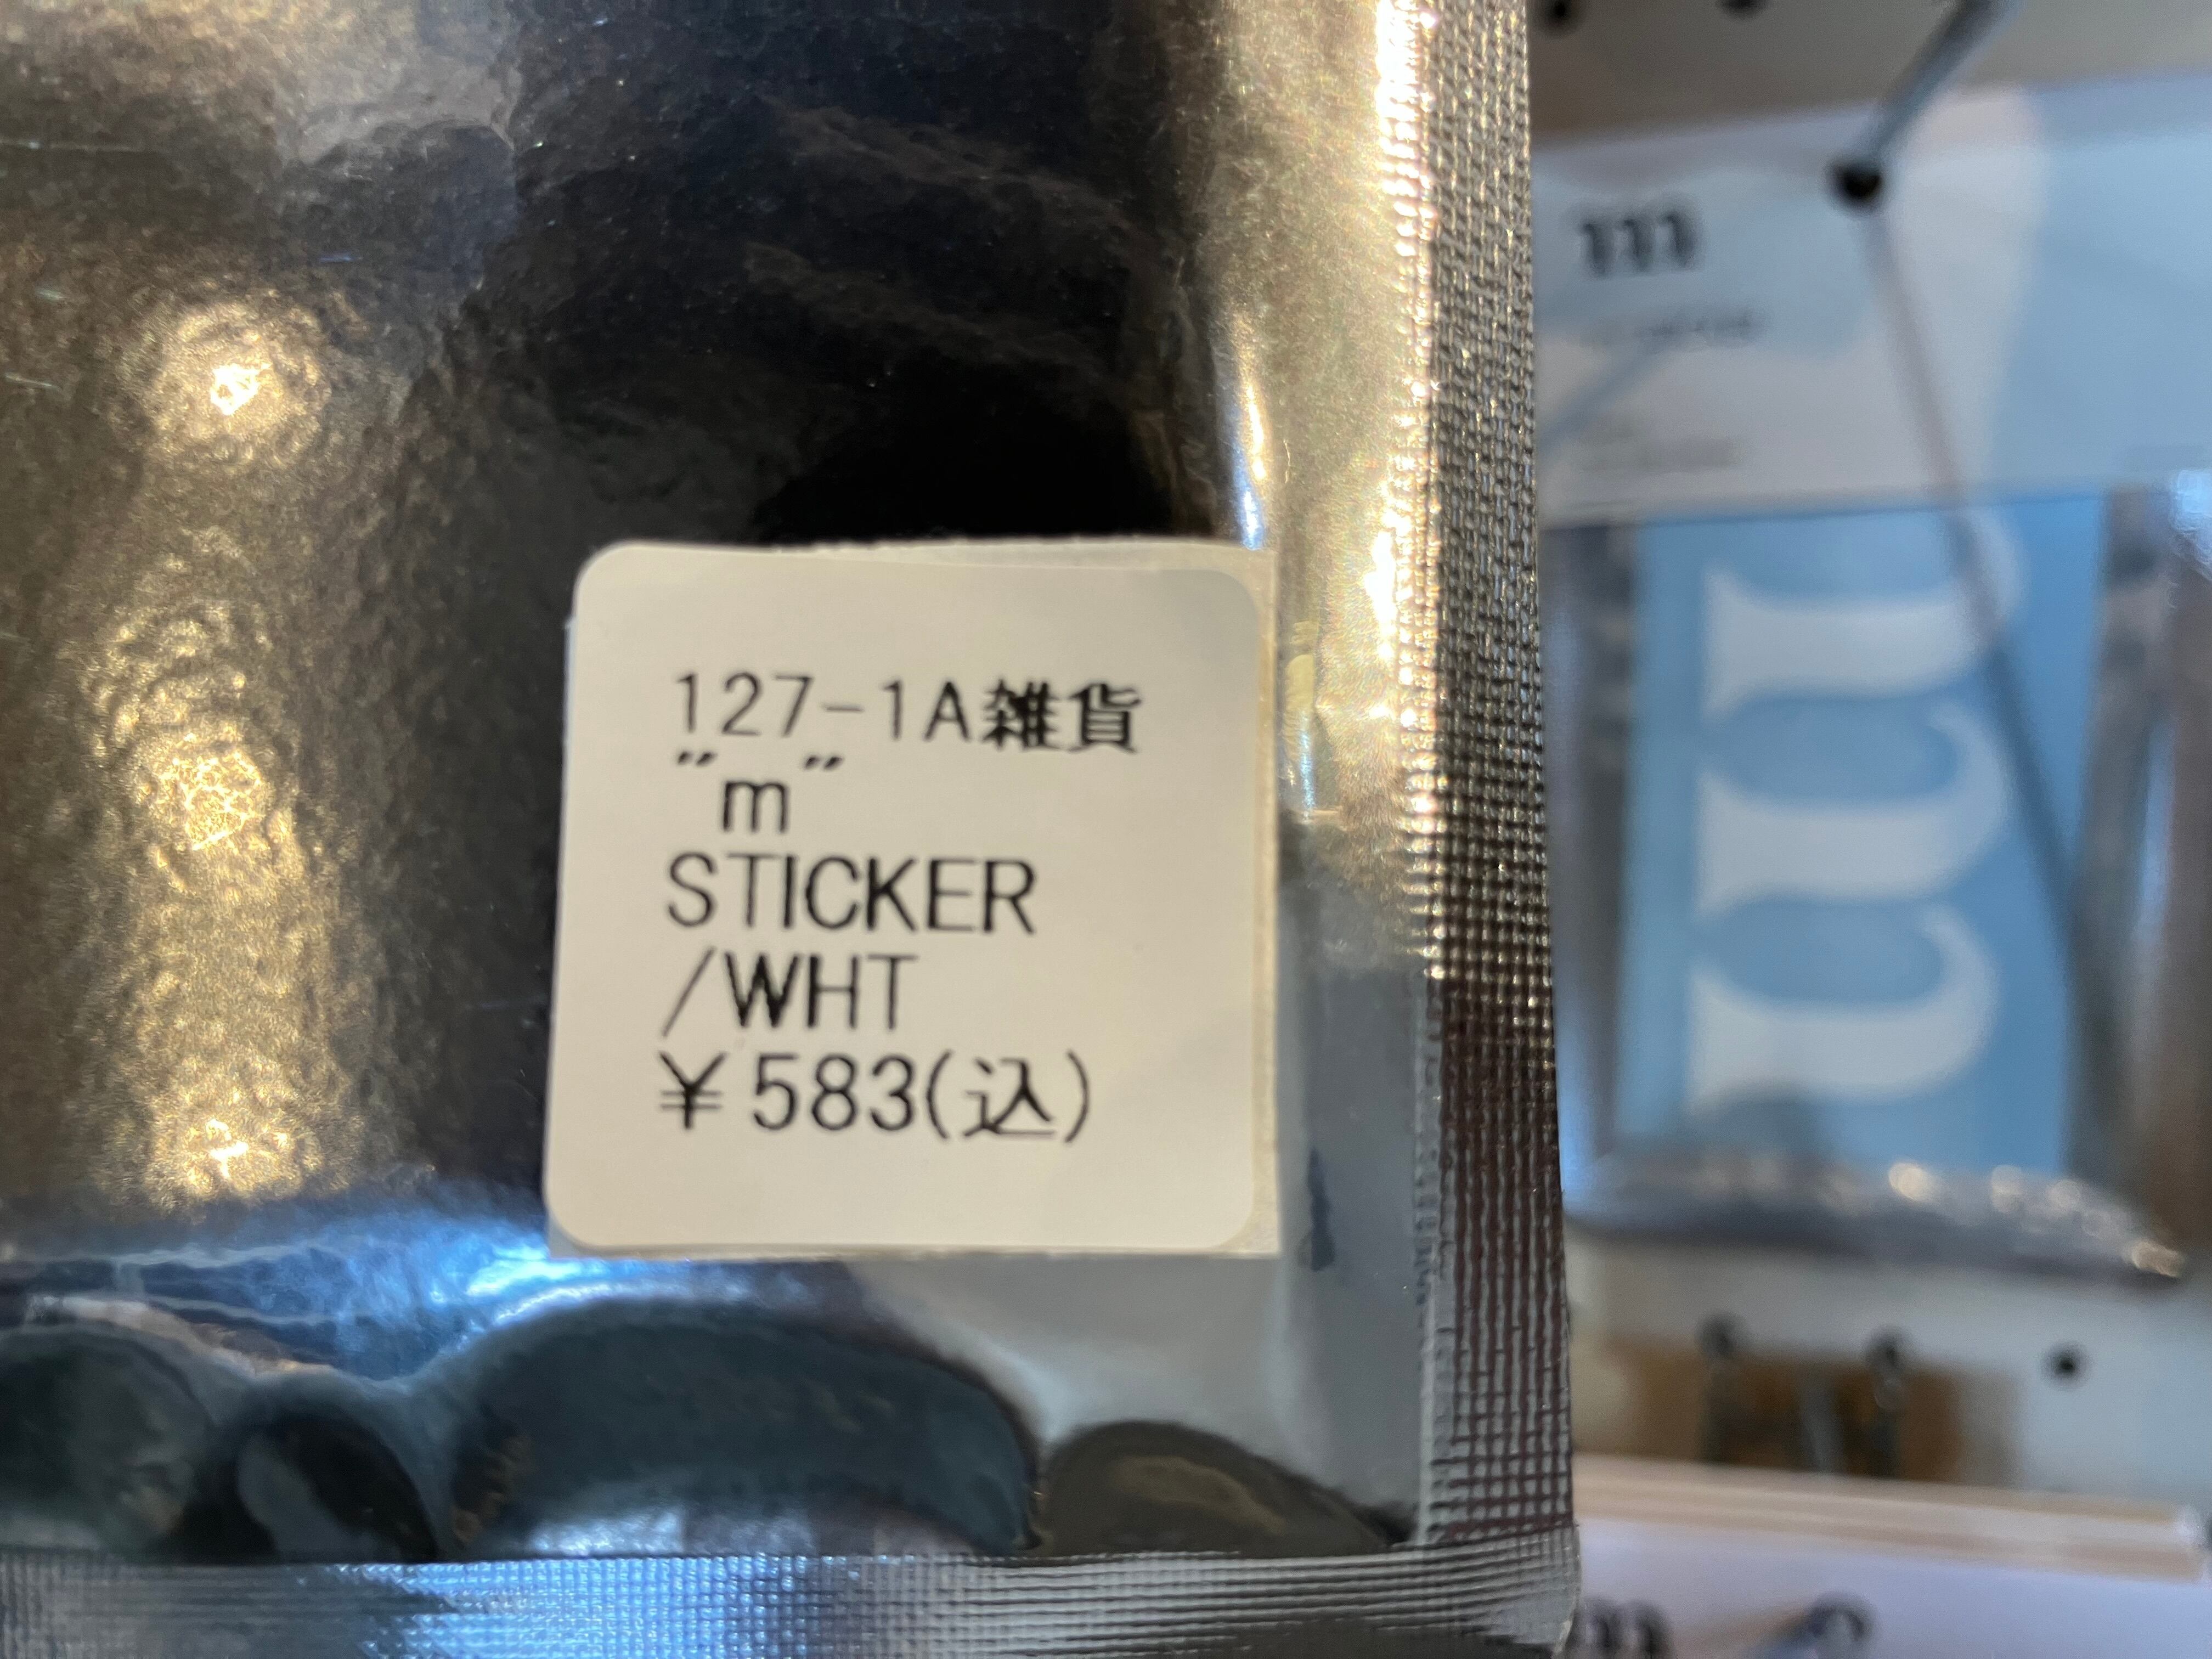 127-1A雑貨
"m"
STICKER
/WHT
¥583(込)
m
m
m